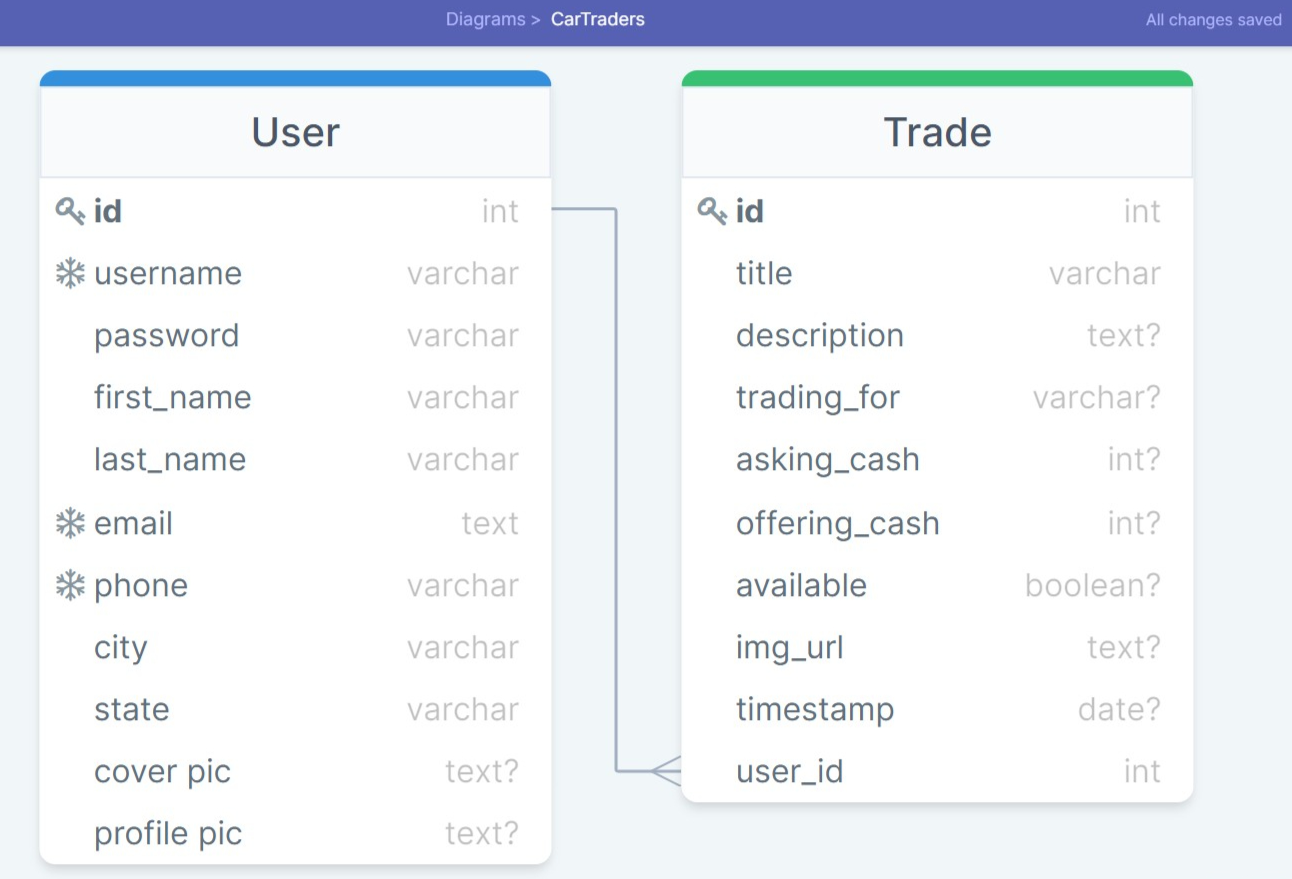 Diagrams > CarTraders
All changes saved
User
id int
username varchar
password varchar
first_name varchar
last_name varchar
email text
phone varchar
city varchar
state varchar
cover pic text?
profile pic text?
Trade
id int
title varchar
description text?
trading_for varchar?
asking_cash int?
offering_cash int?
available boolean?
img_url text?
timestamp date?
user_id int